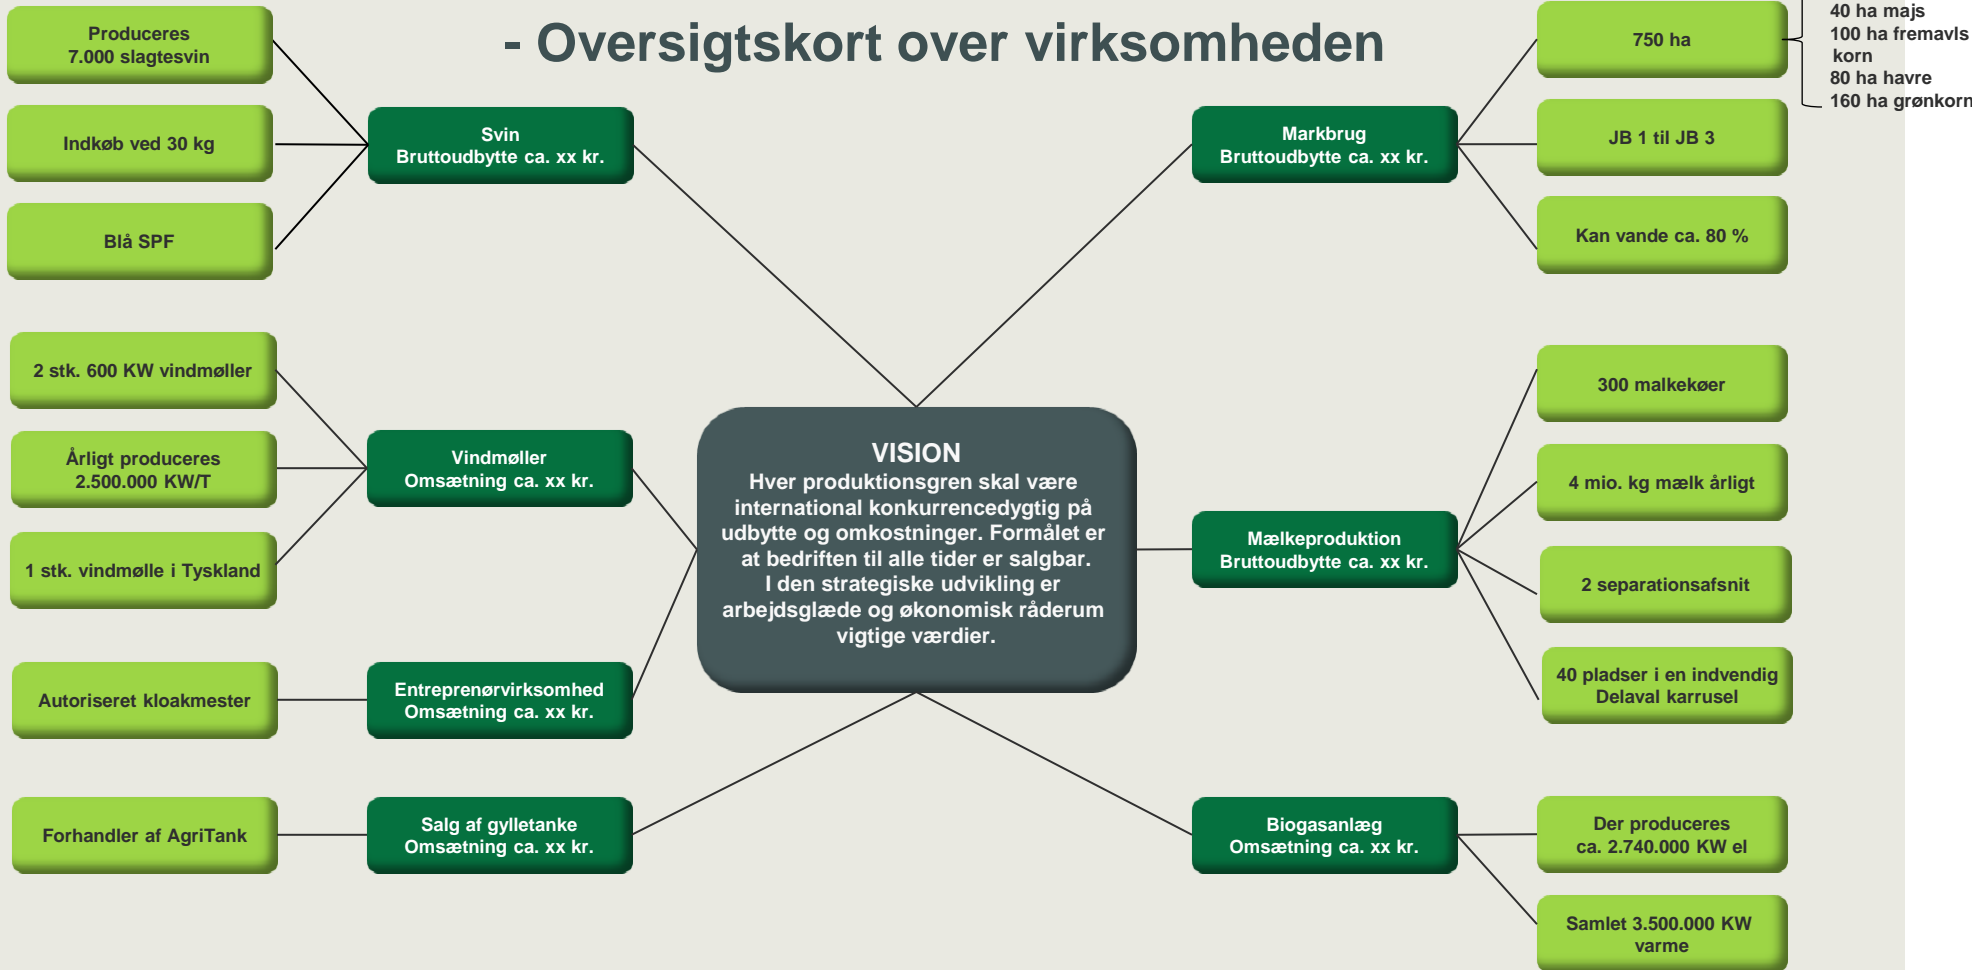 - Oversigtskort over virksomheden
Produceres
7.000 slagtesvin
Indkøb ved 30 kg
Blå SPF
Svin
Bruttoudbytte ca. xx kr.
Markbrug
Bruttoudbytte ca. xx kr.
750 ha
40 ha majs
100 ha fremavls
korn
80 ha havre
160 ha grønkorn
JB 1 til JB 3
Kan vande ca. 80 %
2 stk. 600 KW vindmøller
Årligt produceres
2.500.000 KW/T
1 stk. vindmølle i Tyskland
Vindmøller
Omsætning ca. xx kr.
VISION
Hver produktionsgren skal være
international konkurrencedygtig på
udbytte og omkostninger. Formålet er
at bedriften til alle tider er salgbar.
I den strategiske udvikling er
arbejdsglæde og økonomisk råderum
vigtige værdier.
Mælkeproduktion
Bruttoudbytte ca. xx kr.
300 malkekøer
4 mio. kg mælk årligt
2 separationsafsnit
40 pladser i en indvendig
Delaval karrusel
Autoriseret kloakmester
Entreprenørvirksomhed
Omsætning ca. xx kr.
Forhandler af AgriTank
Salg af gylletanke
Omsætning ca. xx kr.
Biogasanlæg
Omsætning ca. xx kr.
Der produceres
ca. 2.740.000 KW el
Samlet 3.500.000 KW
varme